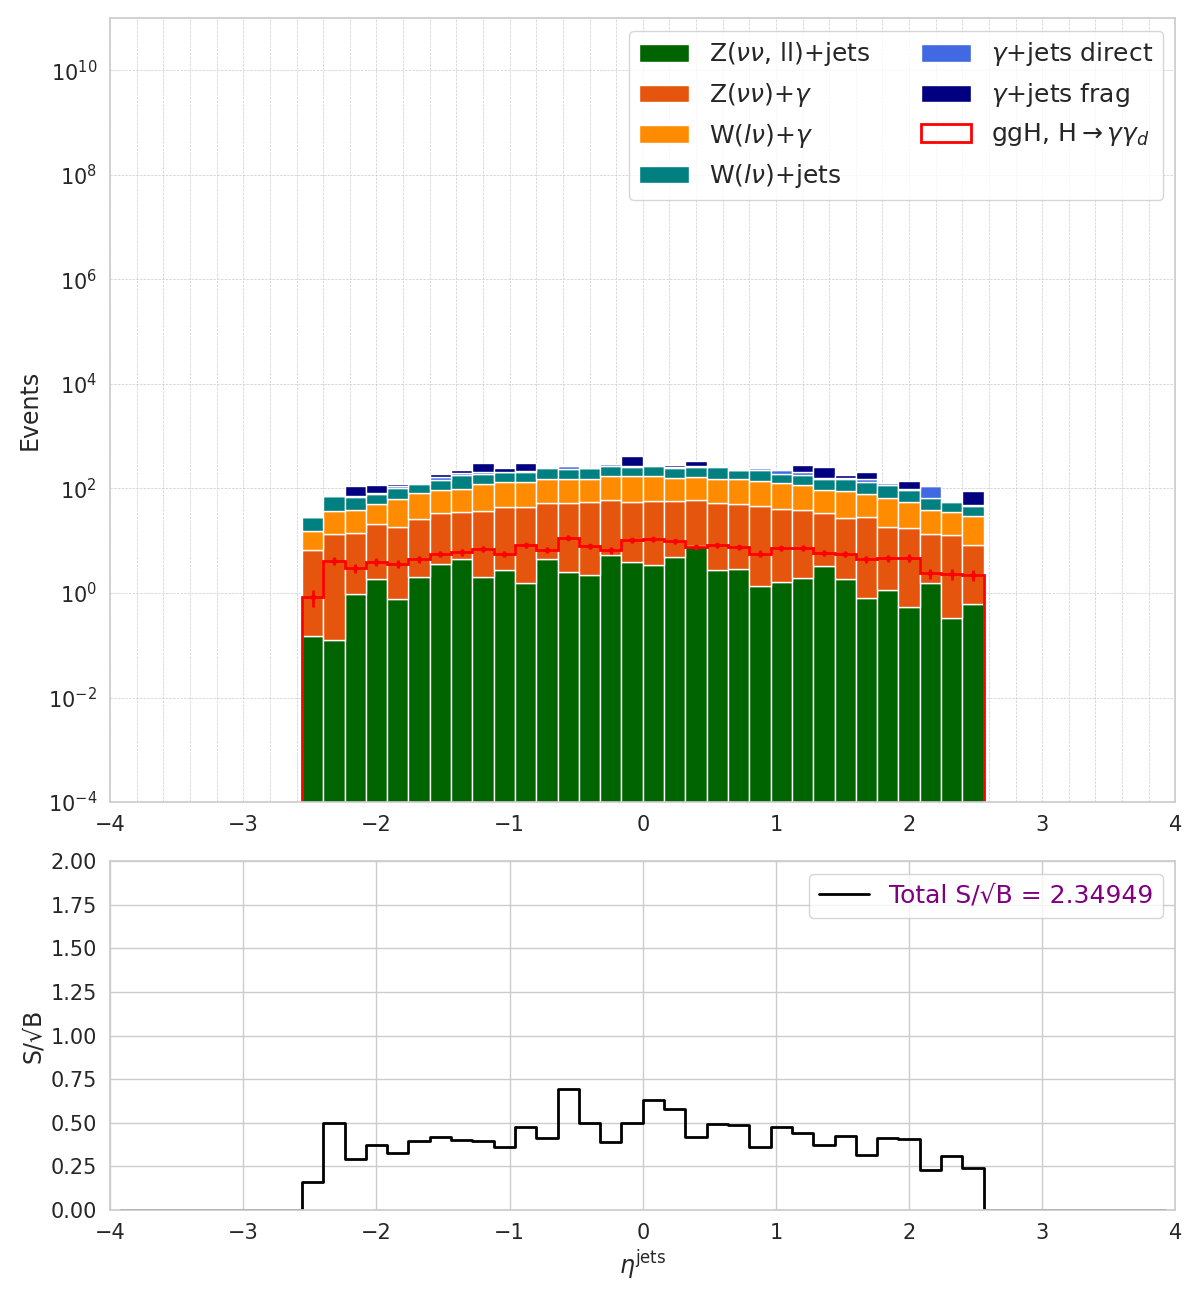 Z(νν, ll)+jets
Z(νν)+γ
W(lν)+γ
W(lν)+jets
γ+jets direct
γ+jets frag
ggH, H→γγ_d
Events
10^10
10^8
10^6
10^4
10^2
10^0
10^−2
10^−4
−4 −3 −2 −1 0 1 2 3 4
Total S/√B = 2.34949
S/√B
2.00
1.75
1.50
1.25
1.00
0.75
0.50
0.25
0.00
−4 −3 −2 −1 0 1 2 3 4
η^jets